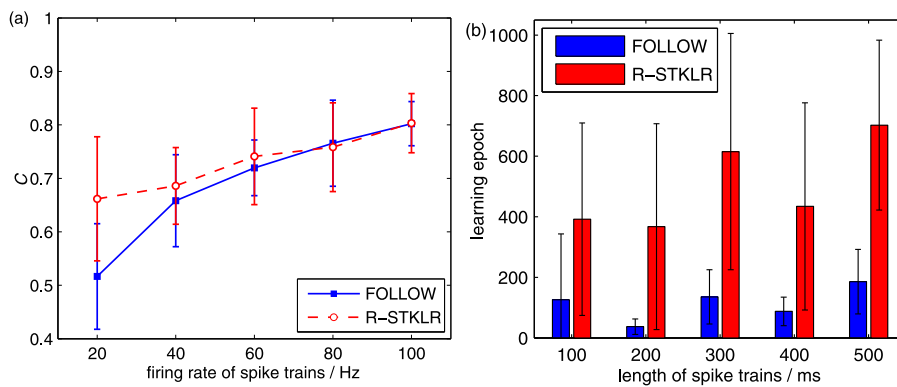 (a)
1
0.9
0.8
0.7
0.6
0.5
0.4
C
20 40 60 80 100
firing rate of spike trains / Hz
FOLLOW
R-STKLR
(b)
1000
800
600
400
200
0
learning epoch
100 200 300 400 500
length of spike trains / ms
FOLLOW
R-STKLR